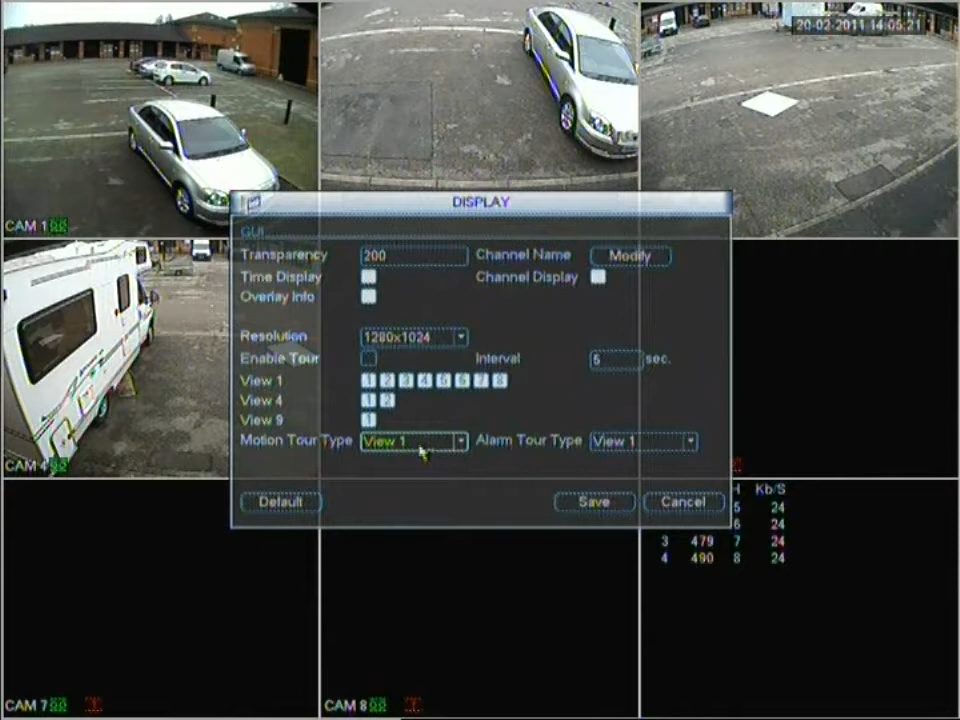 20-02-2011 14:05:21
DISPLAY
CAM 1
GUI
Transparency 200 Channel Name Modify
Time Display Channel Display
Overlay Info
Resolution 1280x1024
Enable Tour Interval 5 sec.
View 1 1 2 3 4 5 6 7 8
View 4 1 2
View 9 1
Motion Tour Type View 1 Alarm Tour Type View 1
CAM 4
Default Save Cancel
Kb/S
5 24
6 24
3 479 7 24
4 490 8 24
CAM 7
CAM 8